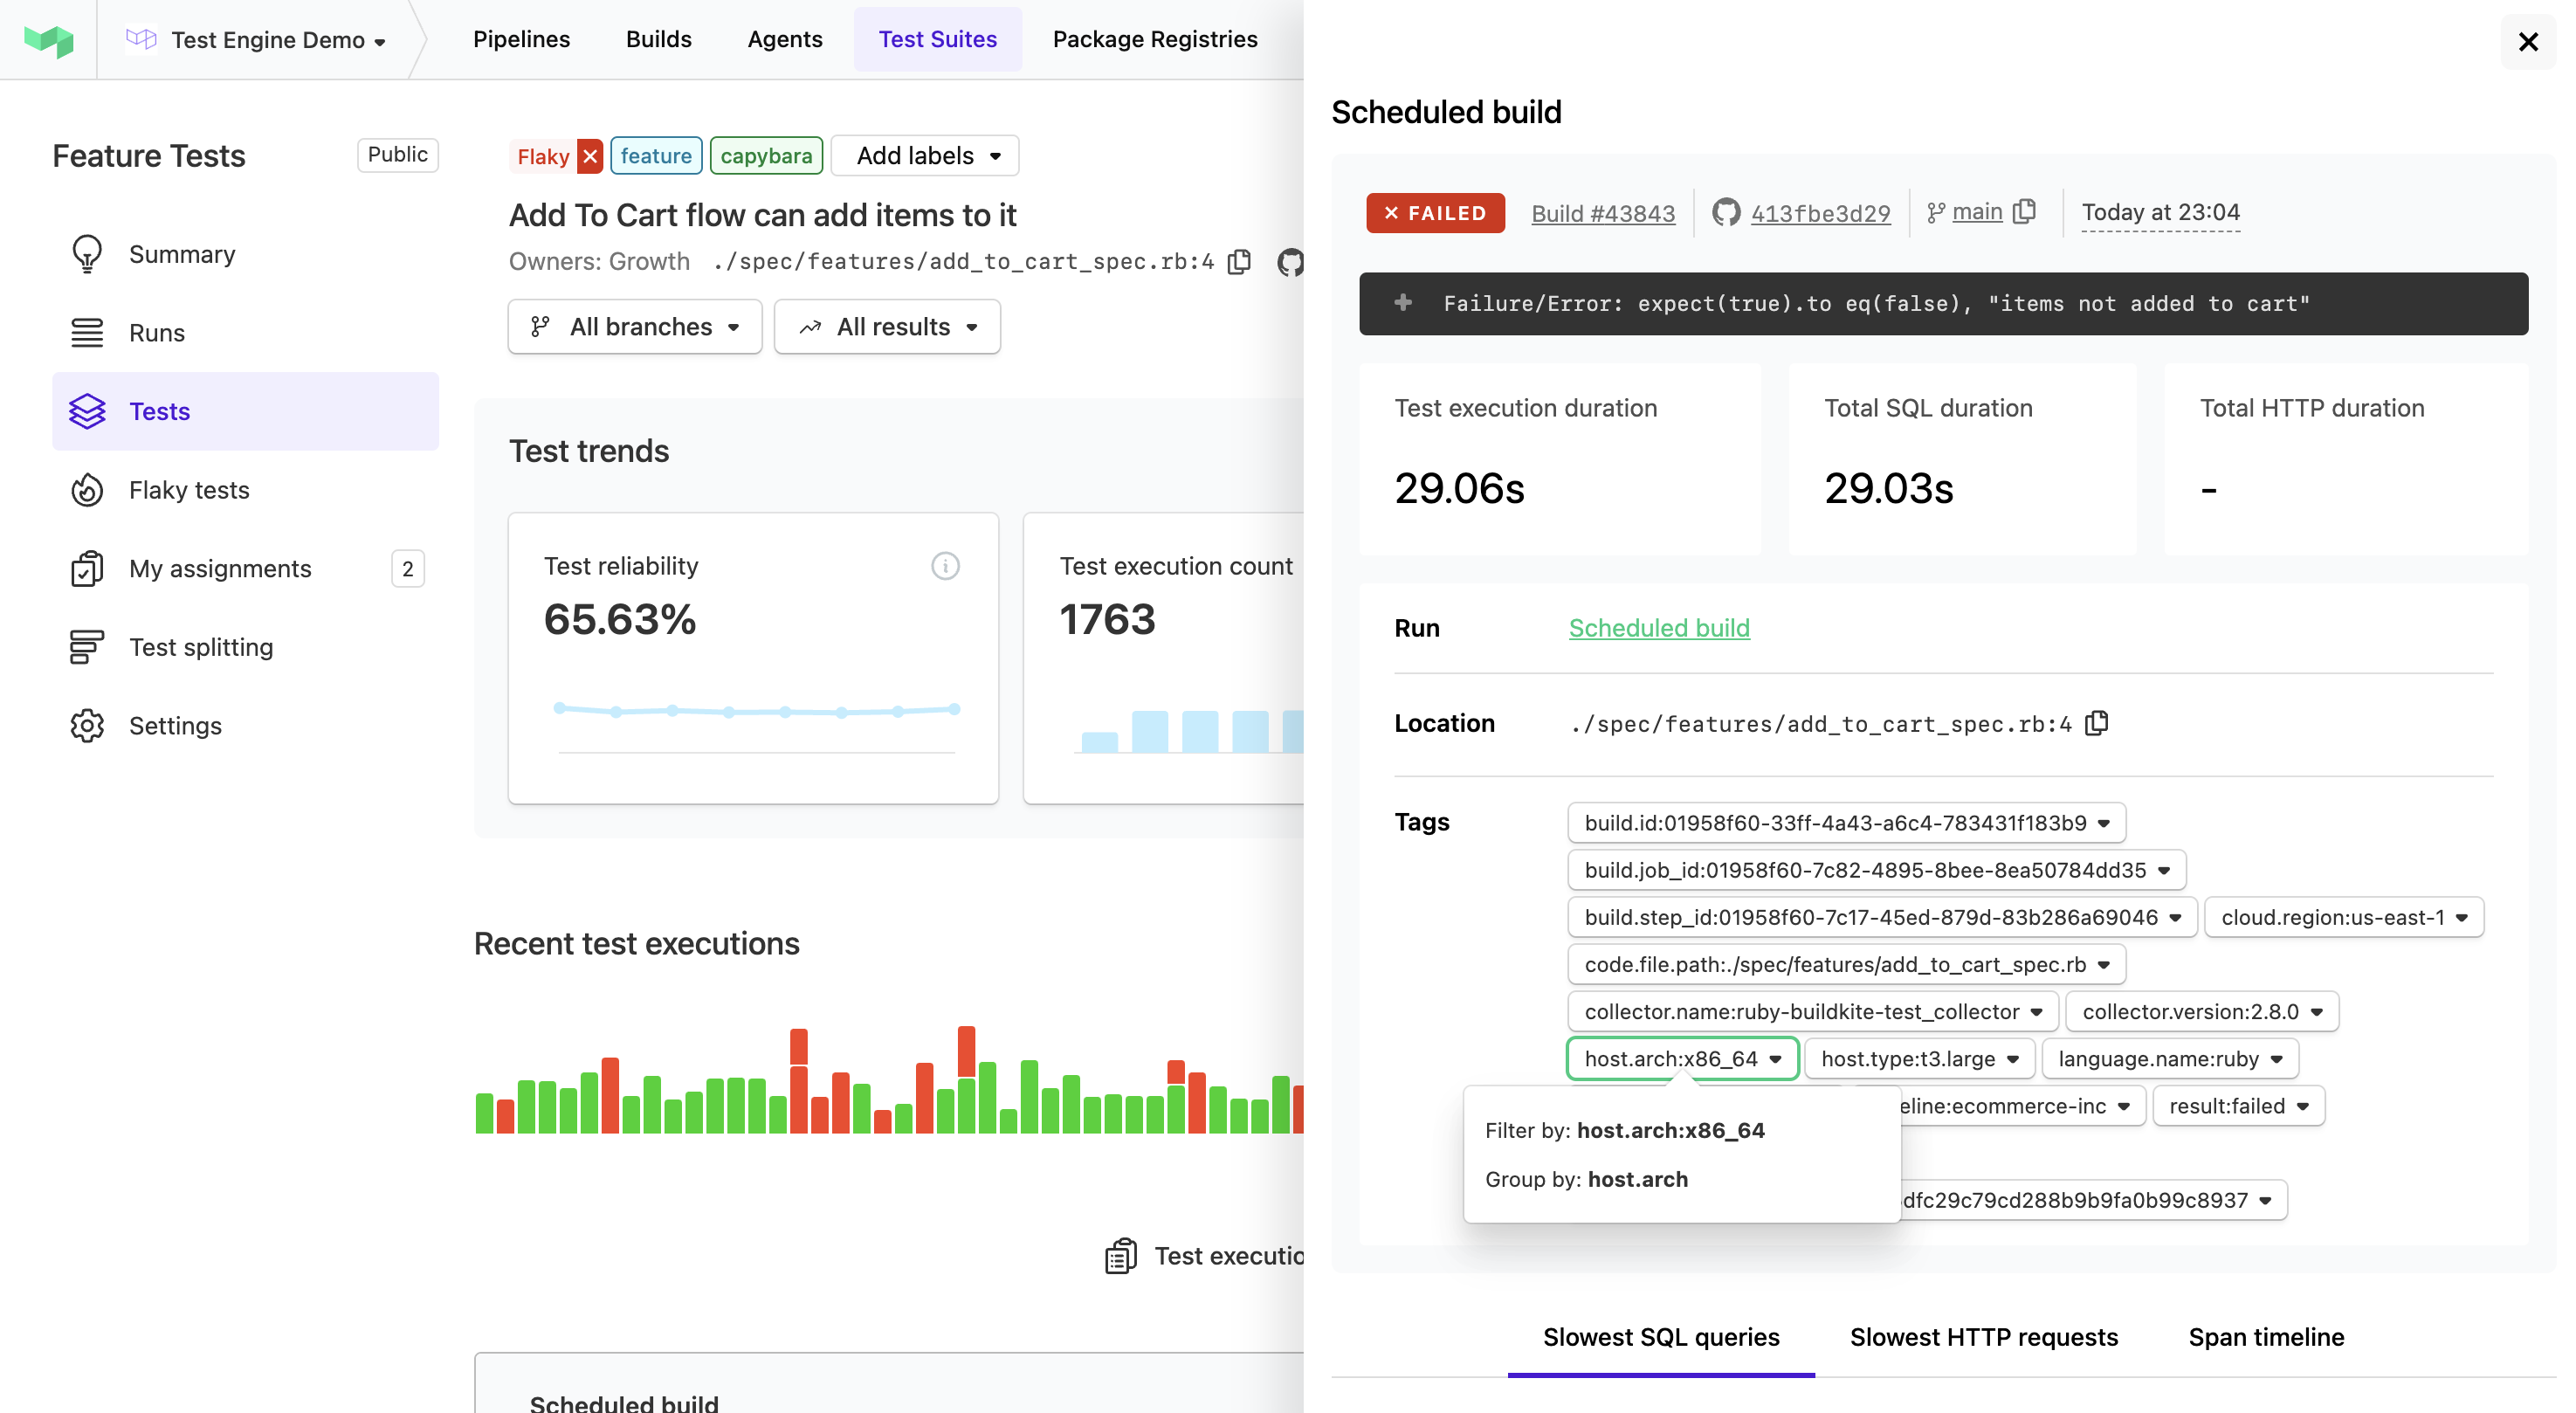 Test Engine Demo
Pipelines
Builds
Agents
Test Suites
Package Registries
Feature Tests
Public
Summary
Runs
Tests
Flaky tests
My assignments
2
Test splitting
Settings
Flaky
feature
capybara
Add labels
Add To Cart flow can add items to it
Owners: Growth ./spec/features/add_to_cart_spec.rb:4
All branches
All results
Test trends
Test reliability
65.63%
Test execution count
1763
Recent test executions
Test executio
Scheduled build
Scheduled build
FAILED
Build #43843
413fbe3d29
main
Today at 23:04
+ Failure/Error: expect(true).to eq(false), "items not added to cart"
Test execution duration
29.06s
Total SQL duration
29.03s
Total HTTP duration
-
Run
Scheduled build
Location
./spec/features/add_to_cart_spec.rb:4
Tags
build.id:01958f60-33ff-4a43-a6c4-783431f183b9
build.job_id:01958f60-7c82-4895-8bee-8ea50784dd35
build.step_id:01958f60-7c17-45ed-879d-83b286a69046
cloud.region:us-east-1
code.file.path:./spec/features/add_to_cart_spec.rb
collector.name:ruby-buildkite-test_collector
collector.version:2.8.0
host.arch:x86_64
host.type:t3.large
language.name:ruby
eline:ecommerce-inc
result:failed
dfc29c79cd288b9b9fa0b99c8937
Filter by: host.arch:x86_64
Group by: host.arch
Slowest SQL queries
Slowest HTTP requests
Span timeline